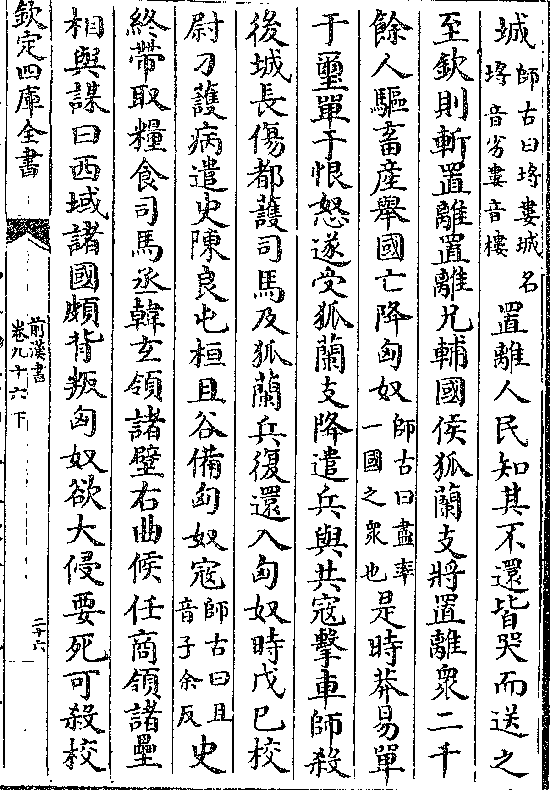 城師古曰埒婁城名埒音劣婁音樓置離人民知其不還皆哭而送之
至欽則斬置離置離兄輔國侯狐蘭支將置離衆二千
餘人驅畜產舉國亡降匈奴師古曰盡率一國之衆也是時莽易單
于璽單于恨怒遂受狐蘭支降遣兵與共寇擊車師殺
後城長傷都護司馬及狐蘭兵復還入匈奴時戊巳校
尉刀護病遣史陳良屯桓且谷備匈奴寇師古曰且音子余反史
終帶取糧食司馬丞韓玄領諸壁右曲候任商領諸壘
相與謀曰西域諸國頗背叛匈奴欲大侵要死可殺校
欽定四庫全書
前漢書
卷九十六下
二十六